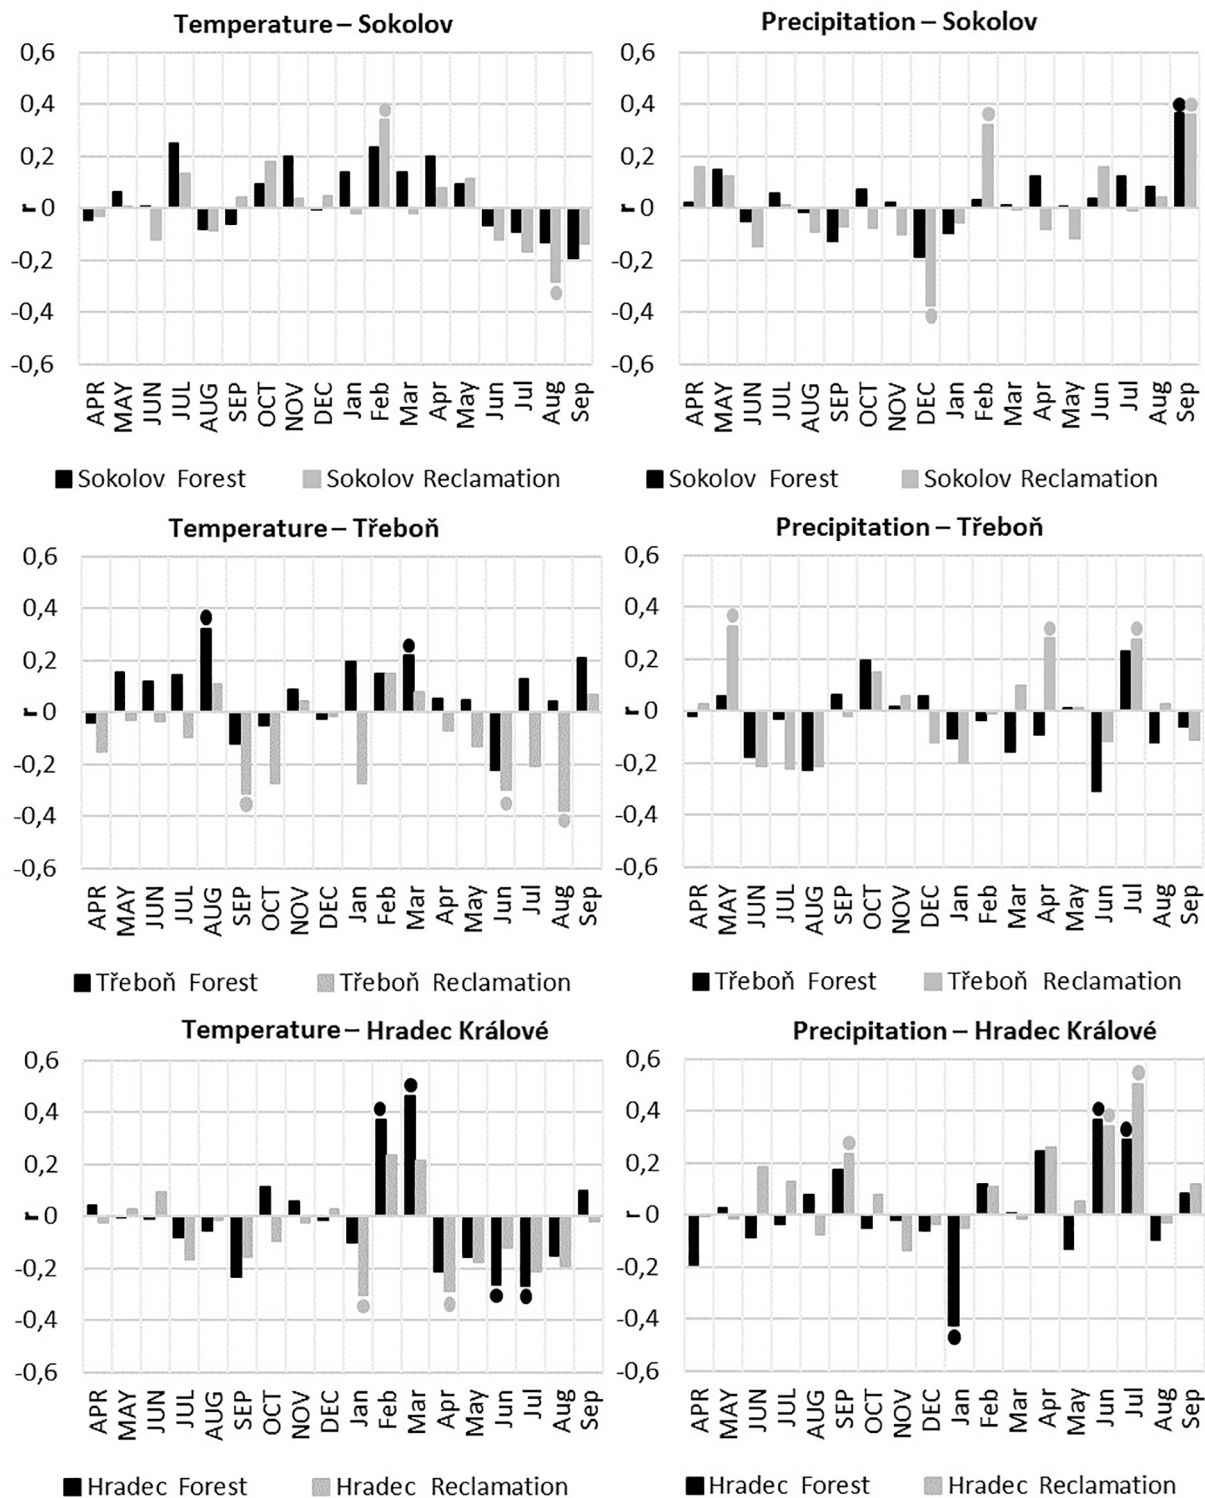 Temperature – Sokolov
0,6
0,4
0,2
0
-0,2
-0,4
-0,6
r
APR MAY JUN JUL AUG SEP OCT NOV DEC Jan Feb Mar Apr May Jun Jul Aug Sep
Sokolov Forest Sokolov Reclamation
Precipitation – Sokolov
0,6
0,4
0,2
0
-0,2
-0,4
-0,6
r
APR MAY JUN JUL AUG SEP OCT NOV DEC Jan Feb Mar Apr May Jun Jul Aug Sep
Sokolov Forest Sokolov Reclamation
Temperature – Třeboň
0,6
0,4
0,2
0
-0,2
-0,4
-0,6
r
APR MAY JUN JUL AUG SEP OCT NOV DEC Jan Feb Mar Apr May Jun Jul Aug Sep
Třeboň Forest Třeboň Reclamation
Precipitation – Třeboň
0,6
0,4
0,2
0
-0,2
-0,4
-0,6
r
APR MAY JUN JUL AUG SEP OCT NOV DEC Jan Feb Mar Apr May Jun Jul Aug Sep
Třeboň Forest Třeboň Reclamation
Temperature – Hradec Králové
0,6
0,4
0,2
0
-0,2
-0,4
-0,6
r
APR MAY JUN JUL AUG SEP OCT NOV DEC Jan Feb Mar Apr May Jun Jul Aug Sep
Hradec Forest Hradec Reclamation
Precipitation – Hradec Králové
0,6
0,4
0,2
0
-0,2
-0,4
-0,6
r
APR MAY JUN JUL AUG SEP OCT NOV DEC Jan Feb Mar Apr May Jun Jul Aug Sep
Hradec Forest Hradec Reclamation